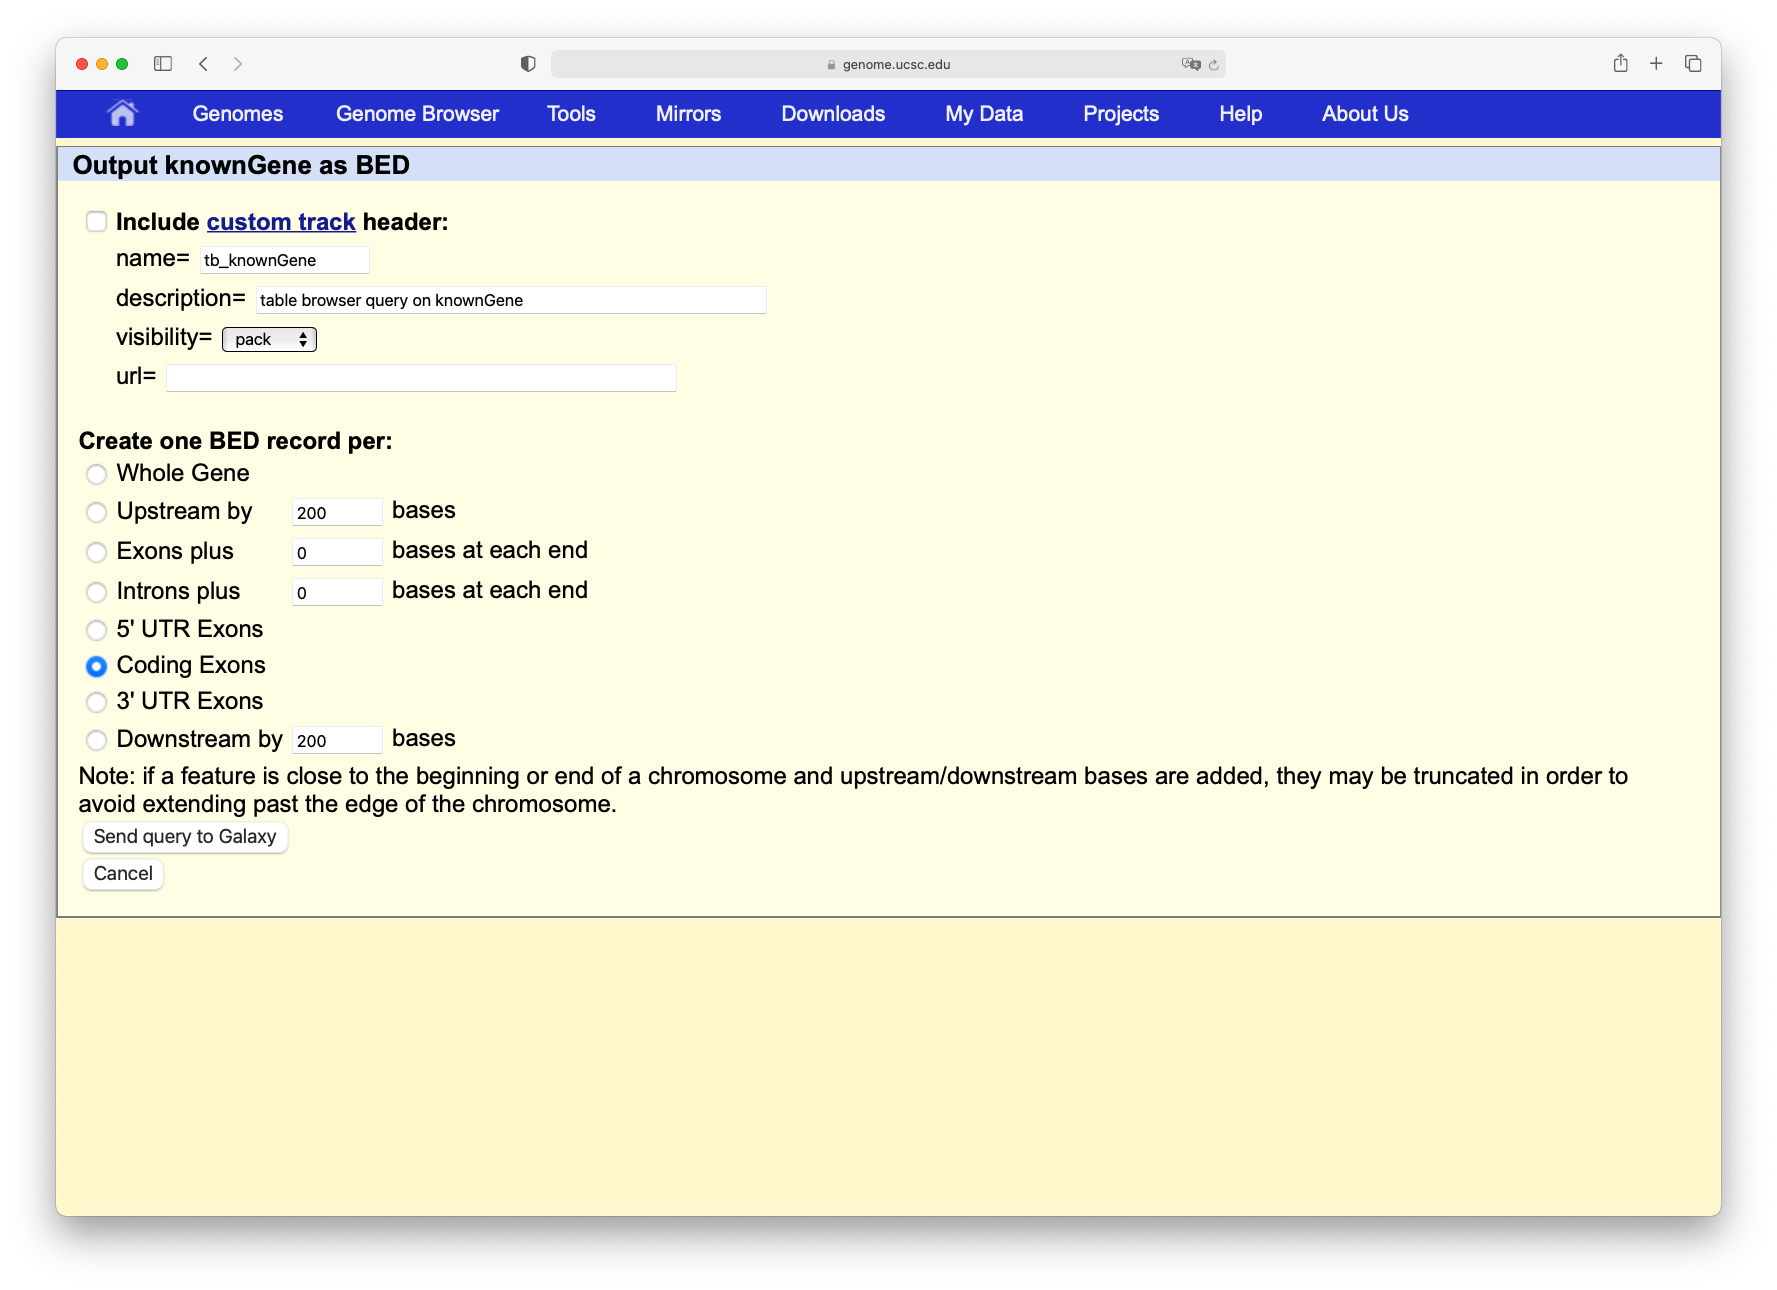 genome.ucsc.edu
Genomes Genome Browser Tools Mirrors Downloads My Data Projects Help About Us
Output knownGene as BED
Include custom track header:
name= tb_knownGene
description= table browser query on knownGene
visibility= pack
url=
Create one BED record per:
Whole Gene
Upstream by 200 bases
Exons plus 0 bases at each end
Introns plus 0 bases at each end
5' UTR Exons
Coding Exons
3' UTR Exons
Downstream by 200 bases
Note: if a feature is close to the beginning or end of a chromosome and upstream/downstream bases are added, they may be truncated in order to
avoid extending past the edge of the chromosome.
Send query to Galaxy
Cancel